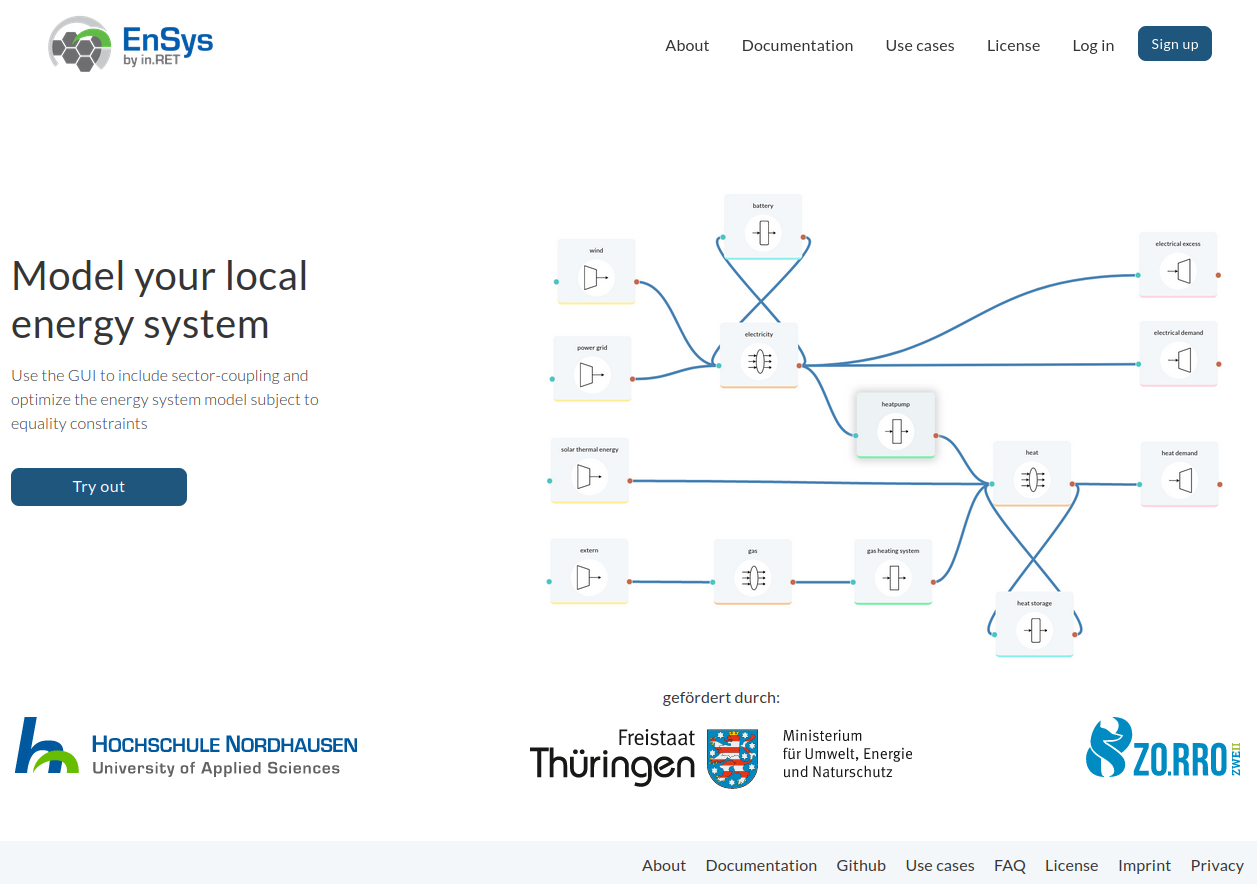 EnSys
by in.RET
About
Documentation
Use cases
License
Log in
Sign up
Model your local
energy system
Use the GUI to include sector-coupling and
optimize the energy system model subject to
equality constraints
Try out
battery
wind
electrical excess
electricity
electrical demand
power grid
heatpump
solar thermal energy
heat
heat demand
extern
gas
gas heating system
heat storage
gefördert durch:
HOCHSCHULE NORDHAUSEN
University of Applied Sciences
Freistaat
Thüringen
Ministerium
für Umwelt, Energie
und Naturschutz
ZO.RRO
ZWEII
About
Documentation
Github
Use cases
FAQ
License
Imprint
Privacy